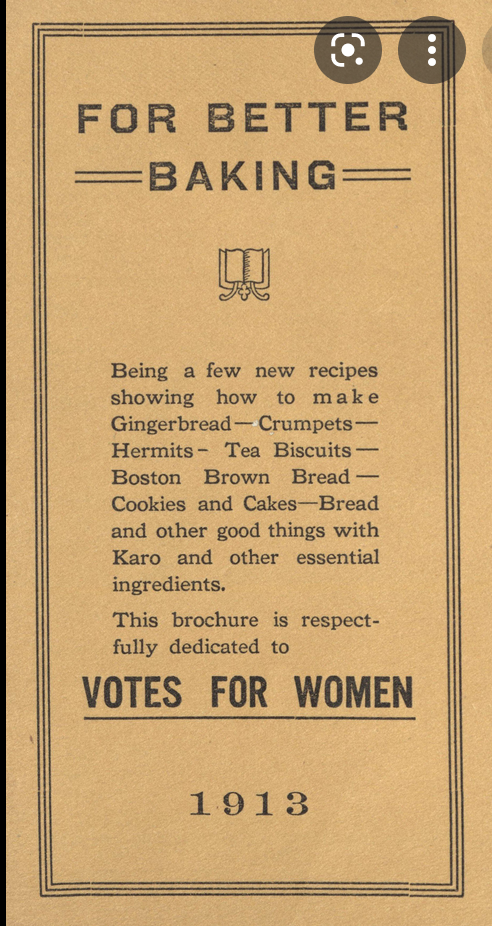 FOR BETTER
BAKING
Being a few new recipes
showing how to make
Gingerbread—Crumpets—
Hermits- Tea Biscuits—
Boston Brown Bread—
Cookies and Cakes—Bread
and other good things with
Karo and other essential
ingredients.
This brochure is respect-
fully dedicated to
VOTES FOR WOMEN
1913